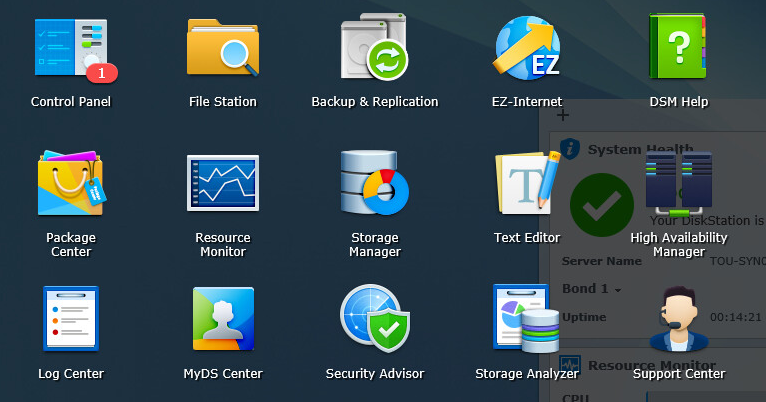 1
Control Panel
File Station
Backup & Replication
EZ
EZ-Internet
?
DSM Help
+
System Health
T
Package
Center
Resource
Monitor
Storage
Manager
Text Editor
High Availability
Manager
Your DiskStation is
Server Name
TOU-SYNO
Bond 1
Uptime
00:14:21
Log Center
MyDS Center
Security Advisor
Storage Analyzer
Support Center
Resource Monitor
CPU